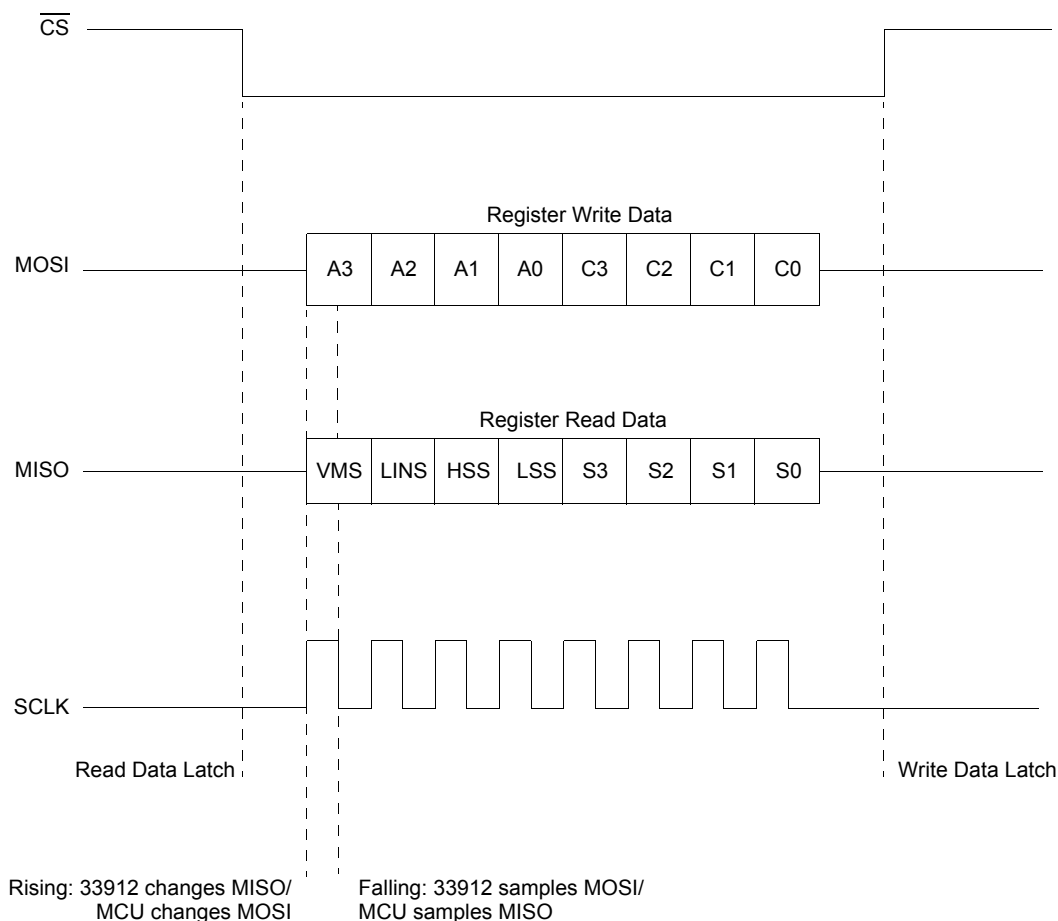 CS
Register Write Data
MOSI
A3 A2 A1 A0 C3 C2 C1 C0
Register Read Data
MISO
VMS LINS HSS LSS S3 S2 S1 S0
SCLK
Read Data Latch
Write Data Latch
Rising: 33912 changes MISO/
MCU changes MOSI
Falling: 33912 samples MOSI/
MCU samples MISO